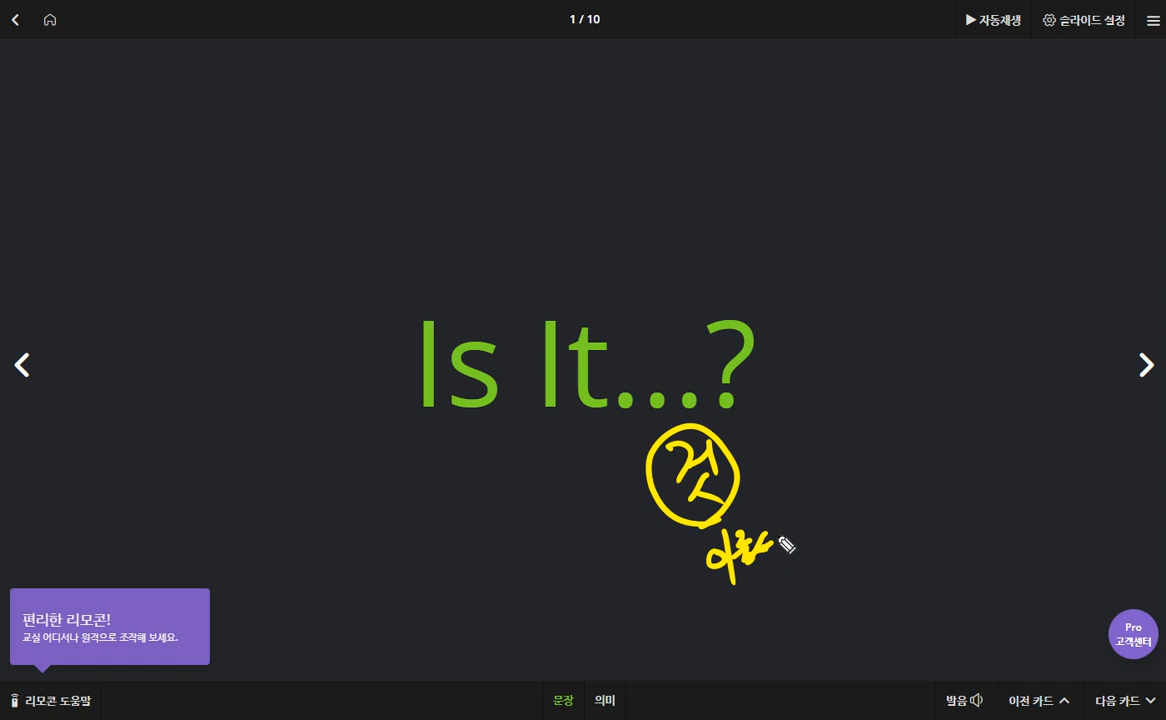 1 / 10
자동재생
슬라이드 설정
Is It...?
것
편리한 리모콘!
교실 어디서나 원격으로 조작해 보세요.
Pro
고객센터
리모콘 도움말
문장
의미
발음
이전 카드
다음 카드